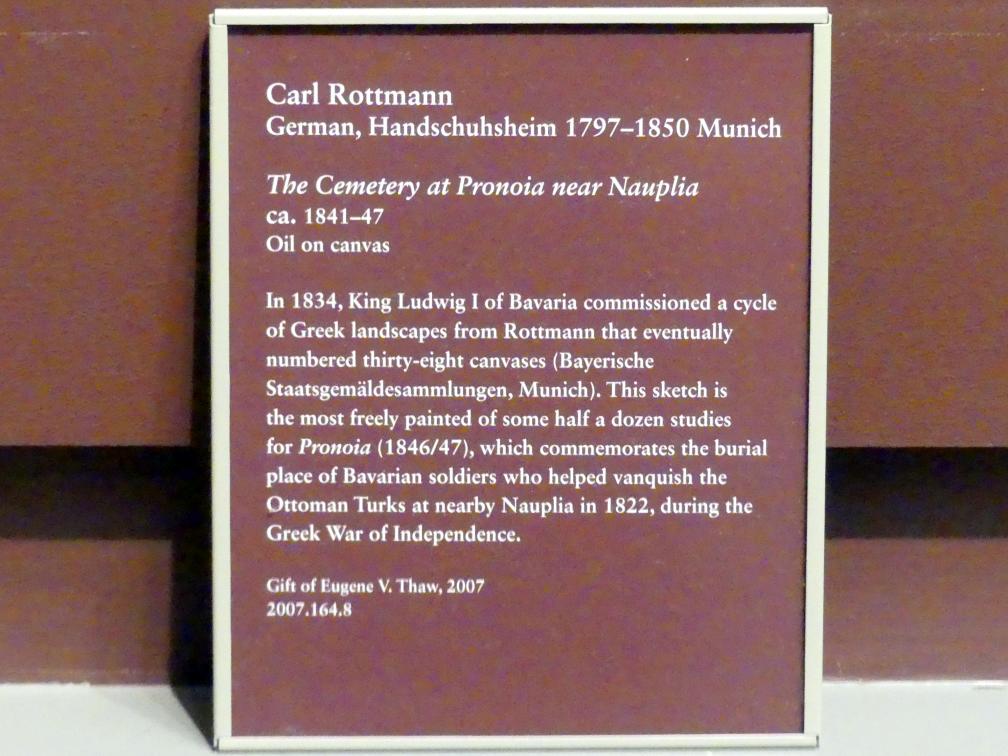 Carl Rottmann
German, Handschuhsheim 1797–1850 Munich
The Cemetery at Pronoia near Nauplia
ca. 1841–47
Oil on canvas
In 1834, King Ludwig I of Bavaria commissioned a cycle
of Greek landscapes from Rottmann that eventually
numbered thirty-eight canvases (Bayerische
Staatsgemäldesammlungen, Munich). This sketch is
the most freely painted of some half a dozen studies
for Pronoia (1846/47), which commemorates the burial
place of Bavarian soldiers who helped vanquish the
Ottoman Turks at nearby Nauplia in 1822, during the
Greek War of Independence.
Gift of Eugene V. Thaw, 2007
2007.164.8